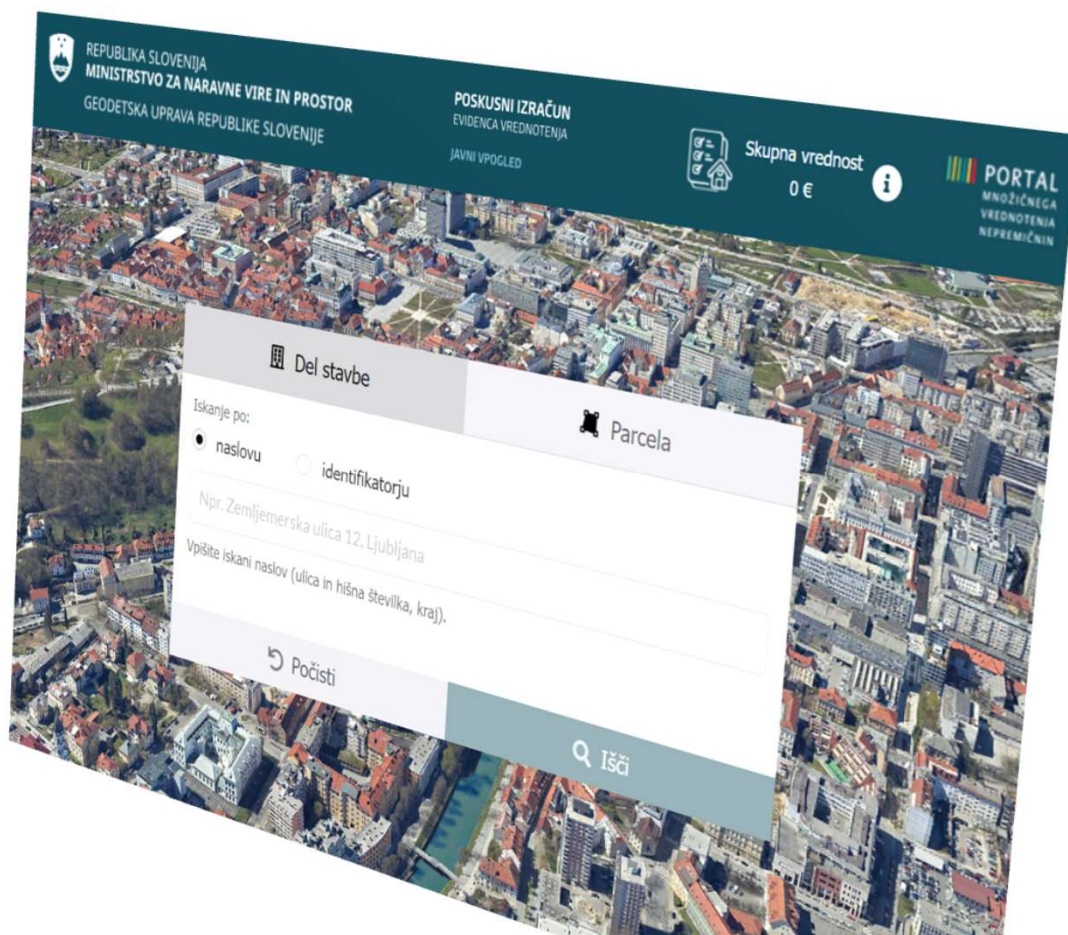 REPUBLIKA SLOVENIJA
MINISTRSTVO ZA NARAVNE VIRE IN PROSTOR
GEODETSKA UPRAVA REPUBLIKE SLOVENIJE
POSKUSNI IZRAČUN
EVIDENCA VREDNOTENJA
JAVNI VPOGLED
Skupna vrednost
0 €
PORTAL
MNOŽIČNEGA
VREDNOTENJA
NEPREMIČNIN
Del stavbe
Parcela
Iskanje po:
naslovu
identifikatorju
Npr. Zemljemerska ulica 12, Ljubljana
Vpišite iskani naslov (ulica in hišna številka, kraj).
Počisti
Išči